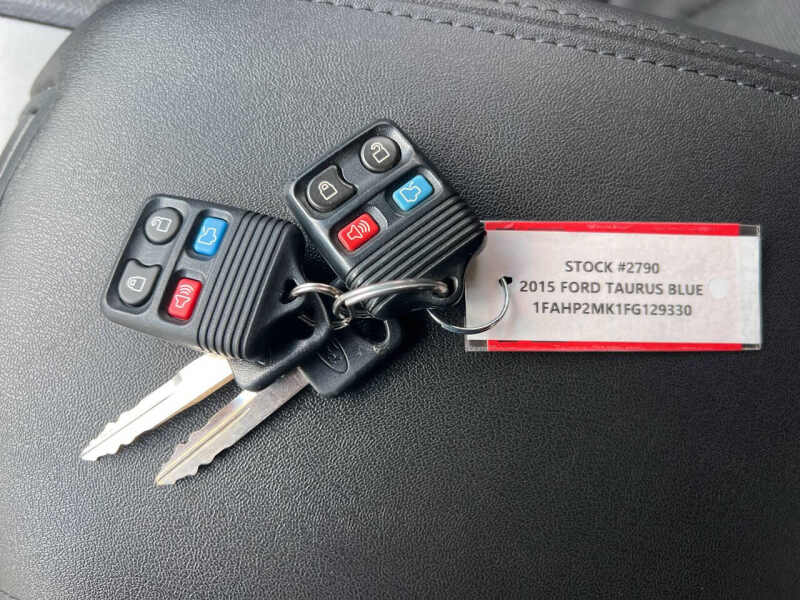 STOCK #2790
2015 FORD TAURUS BLUE
1FAHP2MK1FG129330